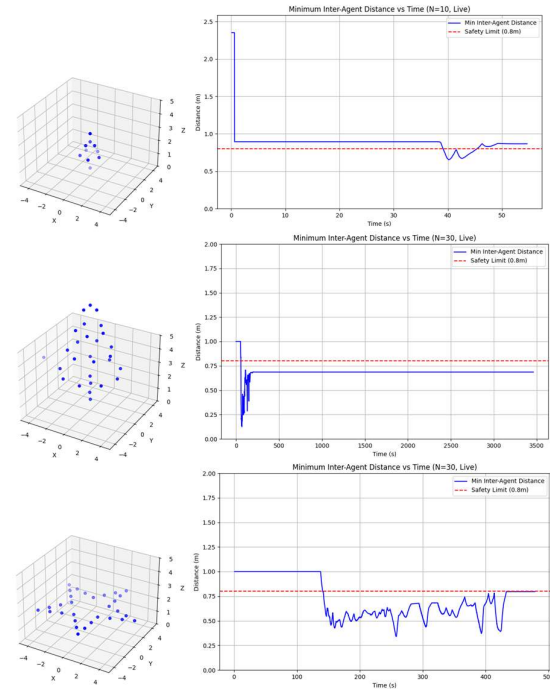 Minimum Inter-Agent Distance vs Time (N=10, Live)
Min Inter-Agent Distance
Safety Limit (0.8m)
2.5
2.0
1.5
1.0
0.5
0.0
Distance (m)
0 10 20 30 40 50
Time (s)
5
4
3
2
1
0
Z
−4 −2 0 2 4
X
−4 −2 0 2 4
Y
Minimum Inter-Agent Distance vs Time (N=30, Live)
Min Inter-Agent Distance
Safety Limit (0.8m)
2.00
1.75
1.50
1.25
1.00
0.75
0.50
0.25
0.00
Distance (m)
0 500 1000 1500 2000 2500 3000 3500
Time (s)
5
4
3
2
1
0
Z
−4 −2 0 2 4
X
−4 −2 0 2 4
Y
Minimum Inter-Agent Distance vs Time (N=30, Live)
Min Inter-Agent Distance
Safety Limit (0.8m)
2.00
1.75
1.50
1.25
1.00
0.75
0.50
0.25
0.00
Distance (m)
0 100 200 300 400 50
Time (s)
5
4
3
2
1
0
Z
−4 −2 0 2 4
X
−4 −2 0 2 4
Y